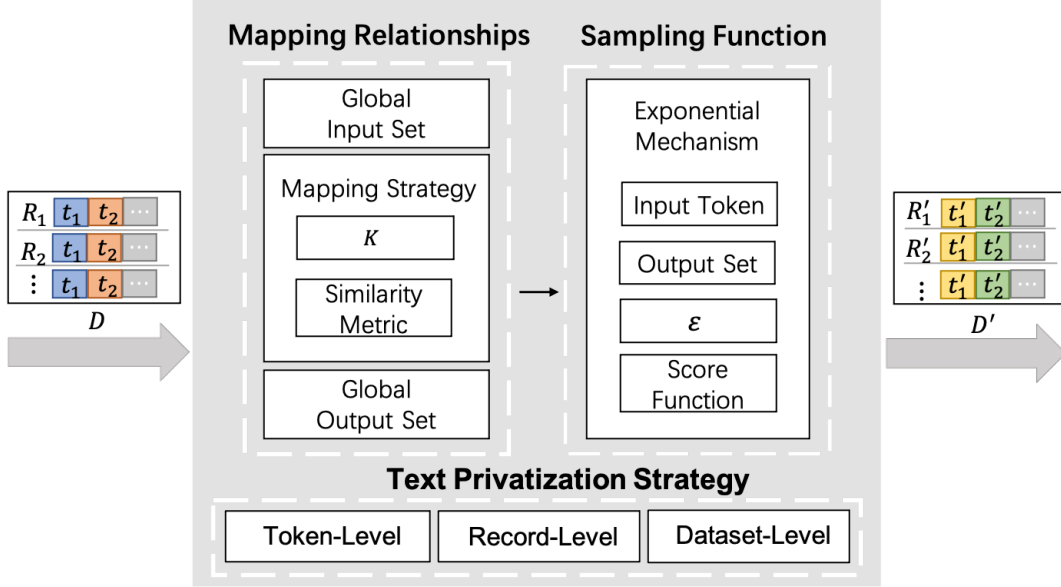 Mapping Relationships
Sampling Function
Global
Input Set
Mapping Strategy
K
Similarity
Metric
Global
Output Set
Exponential
Mechanism
Input Token
Output Set
ε
Score
Function
R₁ t₁ t₂ ...
R₂ t₁ t₂ ...
⋮ t₁ t₂ ...
D
R′₁ t′₁ t′₂ ...
R′₂ t′₁ t′₂ ...
⋮ t′₁ t′₂ ...
D′
Text Privatization Strategy
Token-Level
Record-Level
Dataset-Level